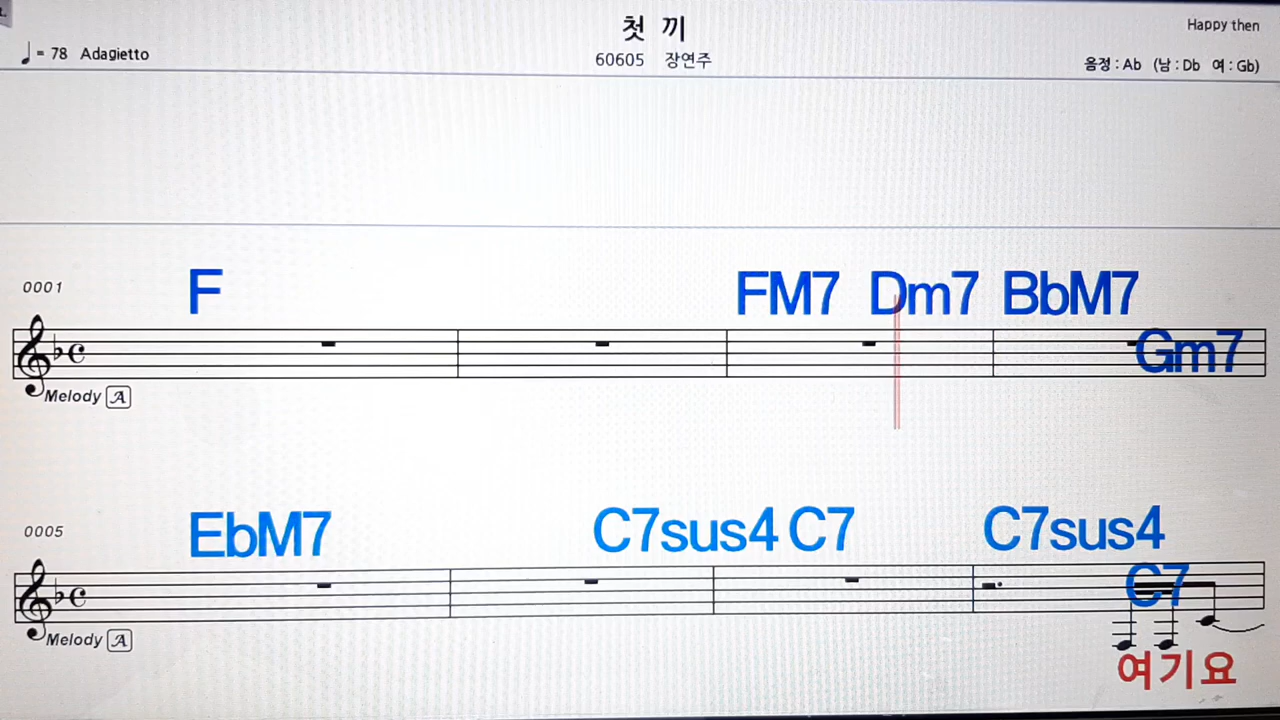 첫 끼
Happy then
= 78 Adagietto
60605 장연주
음정 : Ab (남 : Db 여 : Gb)
0001
F FM7 Dm7 BbM7
Gm7
Melody A
0005
EbM7 C7sus4 C7 C7sus4
C7
Melody A
여기요